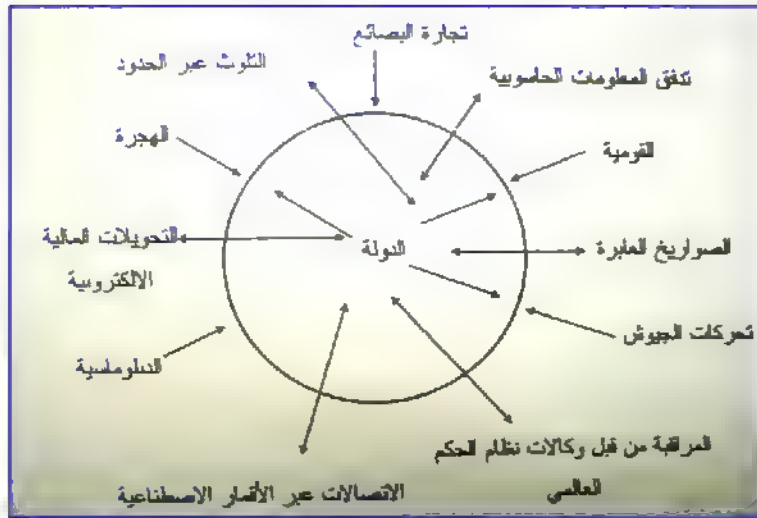 تجارة البضائع
التلوث عبر الحدود
تدفق المعلومات الحاسوبية
الهجرة
القومية
التحويلات المالية
الالكترونية
الدولة
الصواريخ العابرة
الدبلوماسية
تحركات الجيوش
المراقبة من قبل وكالات نظام الحكم
العالمي
الاتصالات عبر الأقمار الاصطناعية